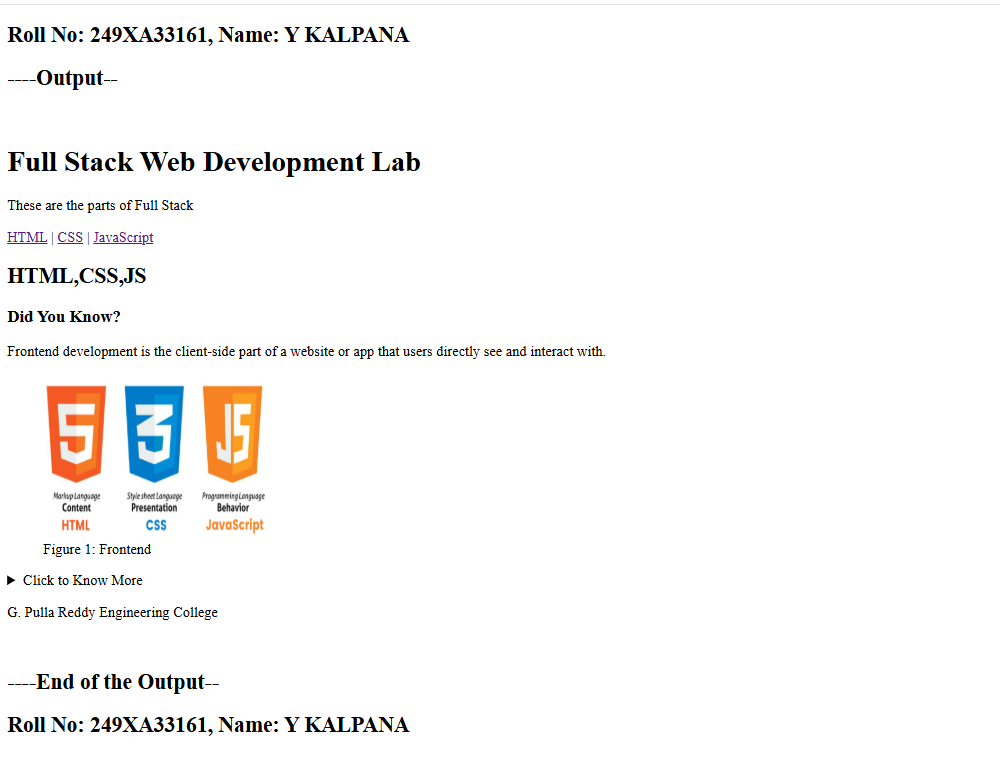 Roll No: 249XA33161, Name: Y KALPANA
----Output--
Full Stack Web Development Lab
These are the parts of Full Stack
HTML | CSS | JavaScript
HTML,CSS,JS
Did You Know?
Frontend development is the client-side part of a website or app that users directly see and interact with.
5 3 JS
Markup Language Style sheet Language Programming Language
Content Presentation Behavior
HTML CSS JavaScript
Figure 1: Frontend
Click to Know More
G. Pulla Reddy Engineering College
----End of the Output--
Roll No: 249XA33161, Name: Y KALPANA